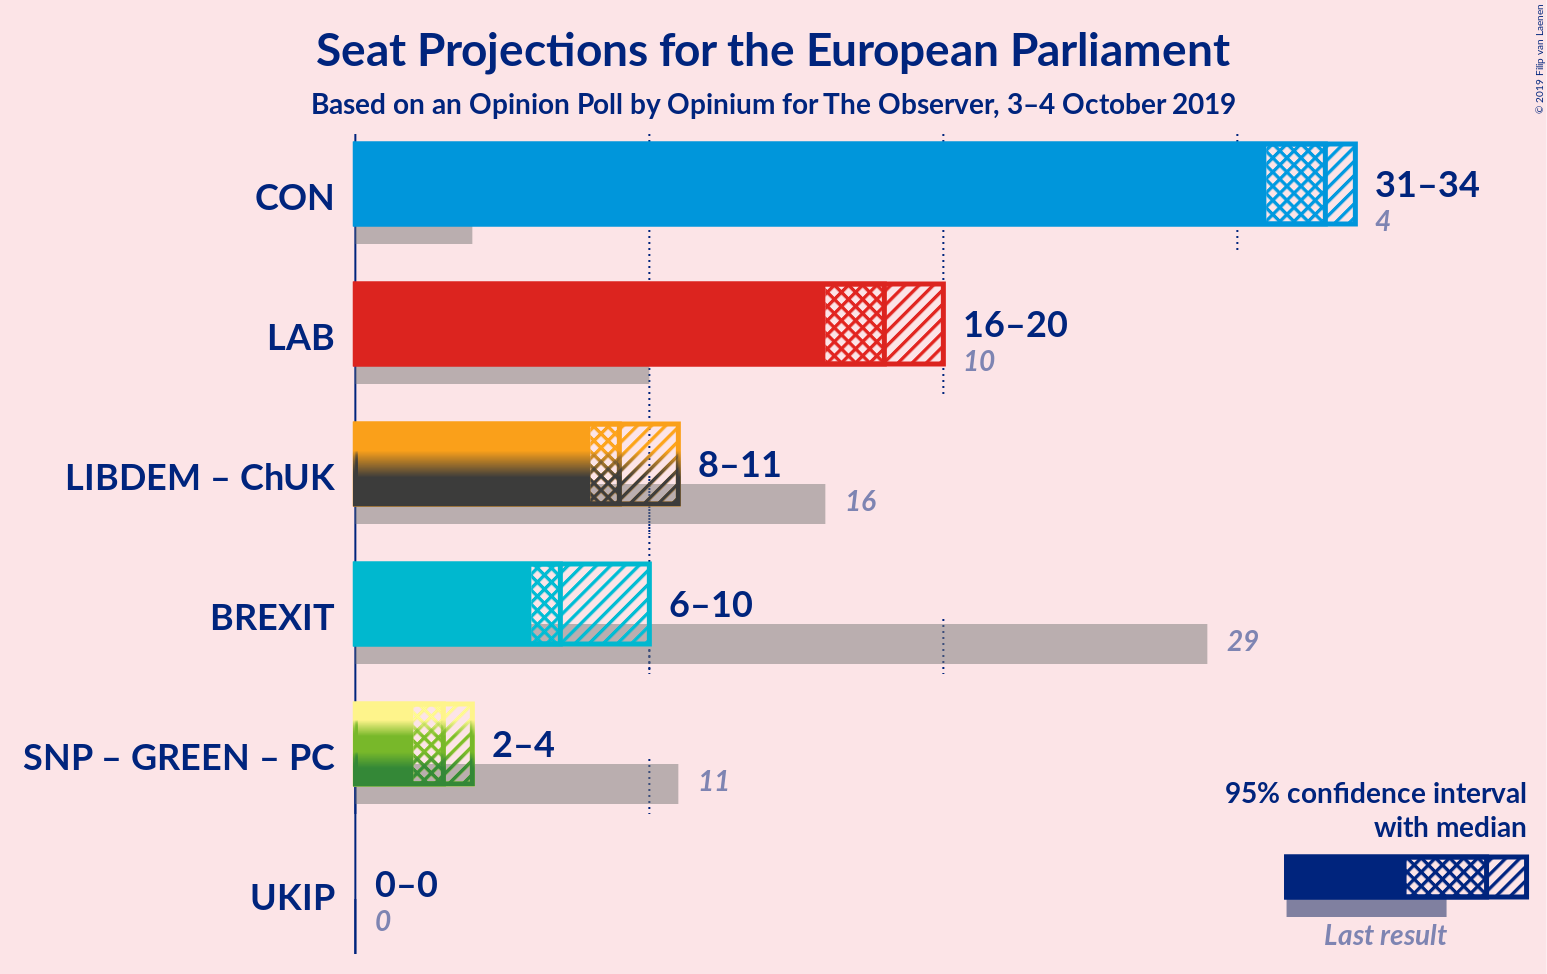 Seat Projections for the European Parliament
Based on an Opinion Poll by Opinium for The Observer, 3–4 October 2019
© 2019 Filip van Laenen
CON
31–34
4
LAB
16–20
10
LIBDEM – ChUK
8–11
16
BREXIT
6–10
29
SNP – GREEN – PC
2–4
11
UKIP
0–0
0
95% confidence interval
with median
Last result